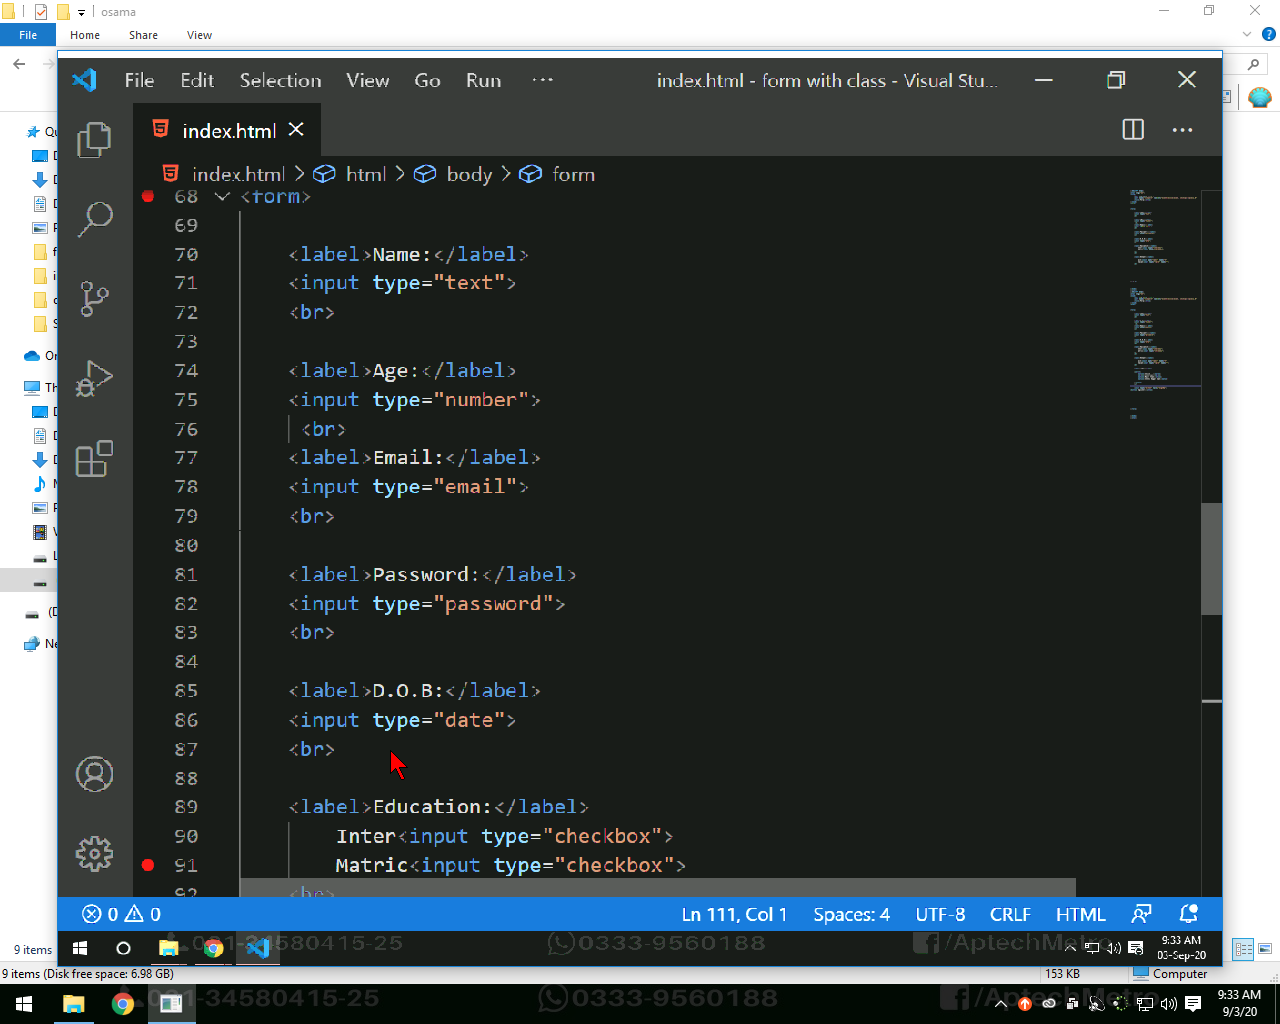 osama
File Home Share View
File Edit Selection View Go Run ··· index.html - form with class - Visual Stu...
index.html
index.html > html > body > form
68 <form>
69
70 <label>Name:</label>
71 <input type="text">
72 <br>
73
74 <label>Age:</label>
75 <input type="number">
76 <br>
77 <label>Email:</label>
78 <input type="email">
79 <br>
80
81 <label>Password:</label>
82 <input type="password">
83 <br>
84
85 <label>D.O.B:</label>
86 <input type="date">
87 <br>
88
89 <label>Education:</label>
90 Inter<input type="checkbox">
91 Matric<input type="checkbox">
92 <br>
0 0 Ln 111, Col 1 Spaces: 4 UTF-8 CRLF HTML
021-34580415-25 0333-9560188 /AptechMetro 9:33 AM
03-Sep-20
9 items
9 items (Disk free space: 6.98 GB) 153 KB Computer
021-34580415-25 0333-9560188 /AptechMetro 9:33 AM
9/3/20